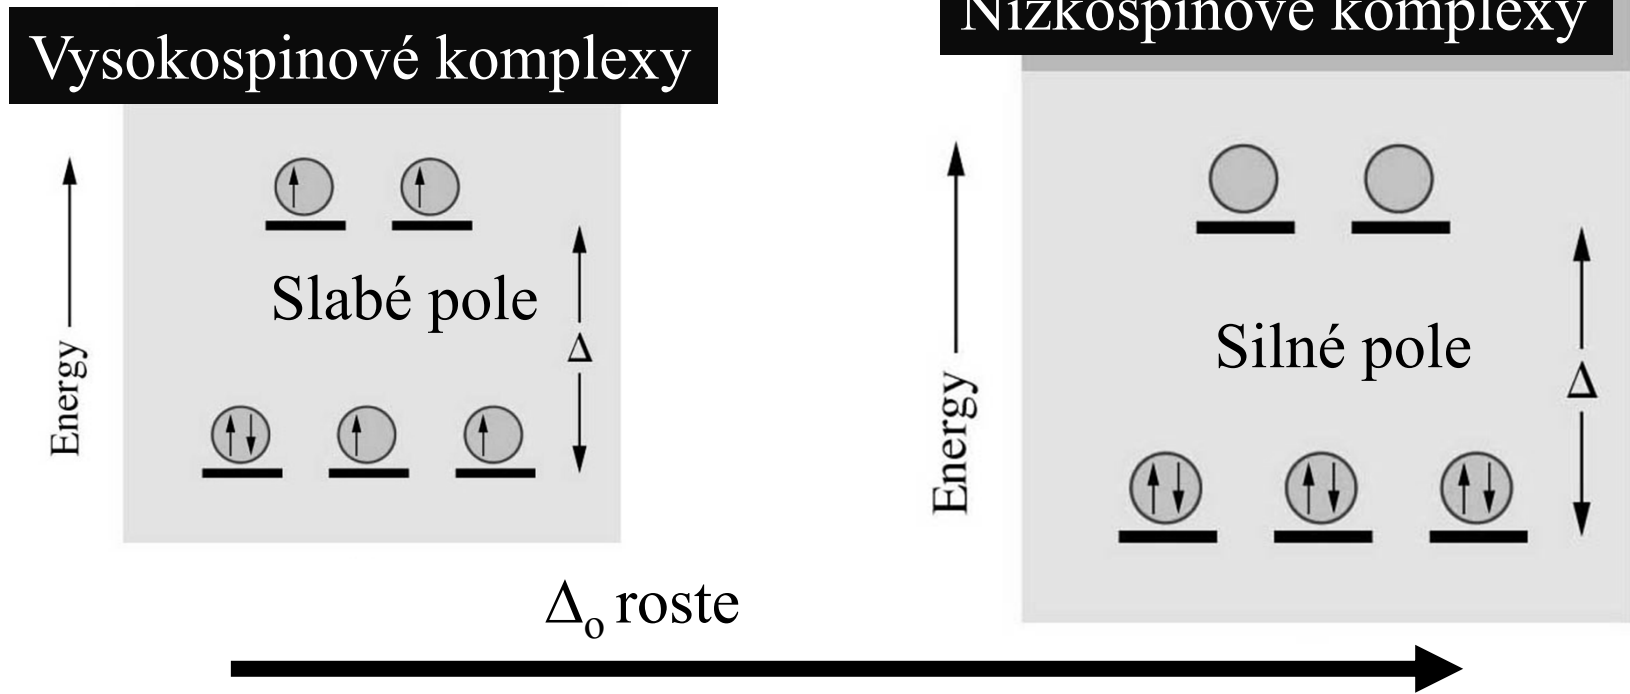 Vysokospinové komplexy
Nízkospinové komplexy
Energy
Slabé pole
Δ
Energy
Silné pole
Δ
Δo roste